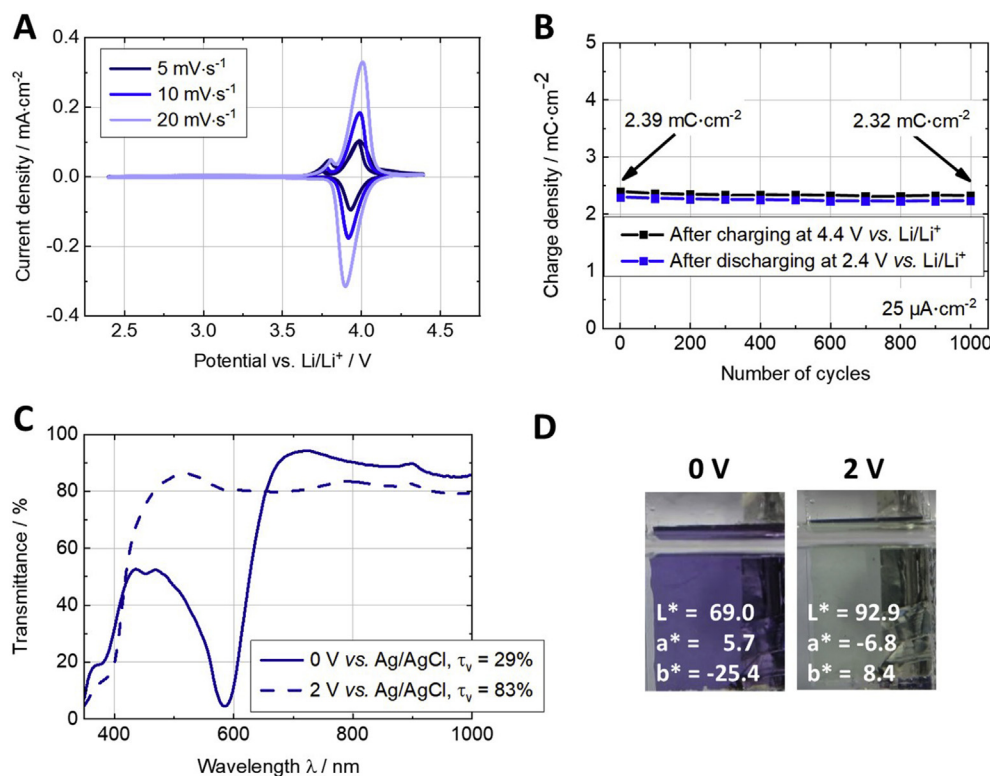 A
0.4
0.2
0.0
-0.2
-0.4
Current density / mA·cm⁻²
5 mV·s⁻¹
10 mV·s⁻¹
20 mV·s⁻¹
2.5
3.0
3.5
4.0
4.5
Potential vs. Li/Li⁺ / V
B
5
4
3
2
1
0
Charge density / mC·cm⁻²
2.39 mC·cm⁻²
2.32 mC·cm⁻²
After charging at 4.4 V vs. Li/Li⁺
After discharging at 2.4 V vs. Li/Li⁺
25 µA·cm⁻²
0
200
400
600
800
1000
Number of cycles
C
100
80
60
40
20
0
Transmittance / %
0 V vs. Ag/AgCl, τᵥ = 29%
2 V vs. Ag/AgCl, τᵥ = 83%
400
600
800
1000
Wavelength λ / nm
D
0 V
L* = 69.0
a* = 5.7
b* = -25.4
2 V
L* = 92.9
a* = -6.8
b* = 8.4